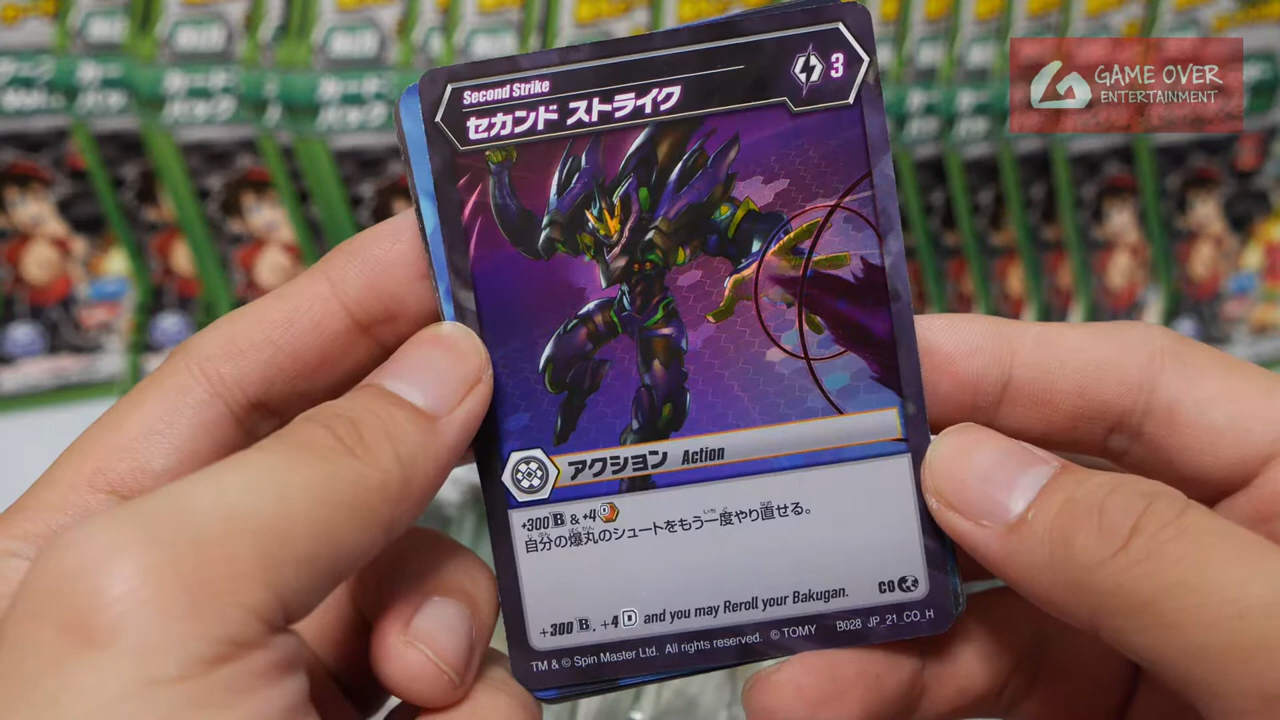 GAME OVER
ENTERTAINMENT
Second Strike
3
セカンド ストライク
アクション Action
+300 B & +4 D
自分の爆丸のシュートをもう一度やり直せる。
CO
+300 B, +4 D and you may Reroll your Bakugan.
TM & © Spin Master Ltd. All rights reserved. © TOMY B028 JP_21_CO_H